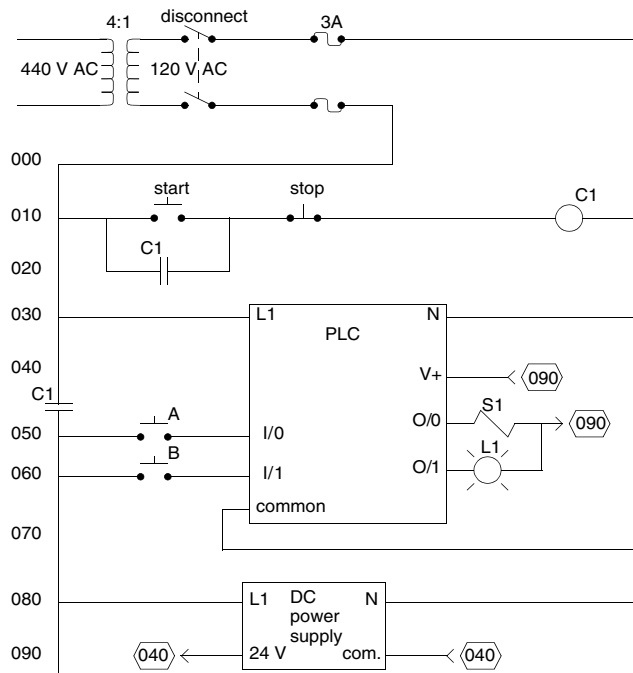 4:1
disconnect
3A
440 V AC
120 V AC
000
start
stop
C1
010
C1
020
030
L1
N
PLC
040
V+
090
C1
S1
A
050
I/0
O/0
090
B
L1
060
I/1
O/1
common
070
080
L1
DC
N
power
supply
090
040
24 V
com.
040